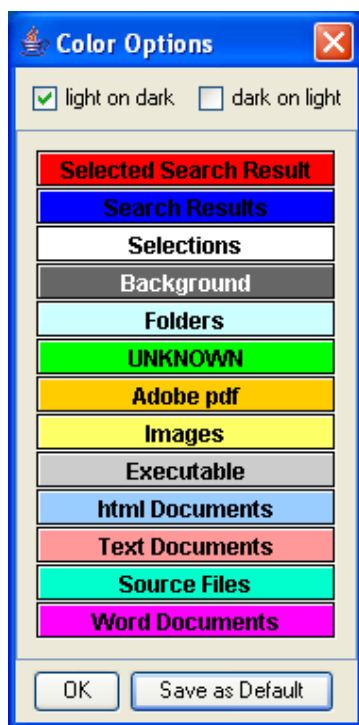 Color Options
light on dark dark on light
Selected Search Result
Search Results
Selections
Background
Folders
UNKNOWN
Adobe pdf
Images
Executable
html Documents
Text Documents
Source Files
Word Documents
OK Save as Default